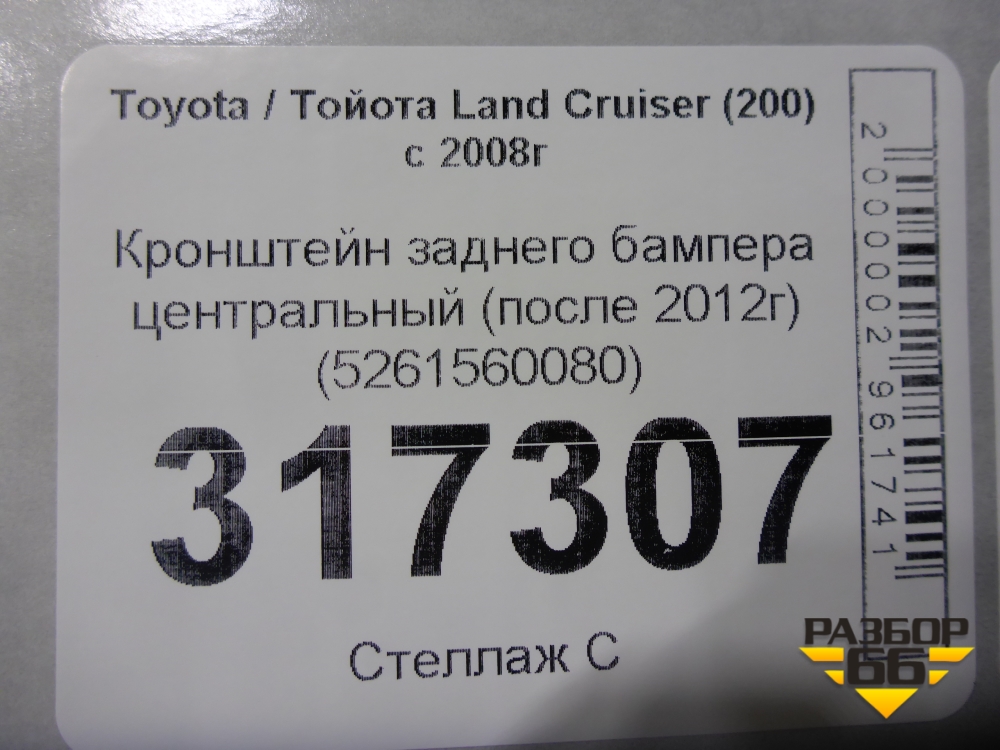 Toyota / Тойота Land Cruiser (200)
с 2008г
Кронштейн заднего бампера
центральный (после 2012г)
(5261560080)
317307
Стеллаж С
2000002961741
РАЗБОР
66